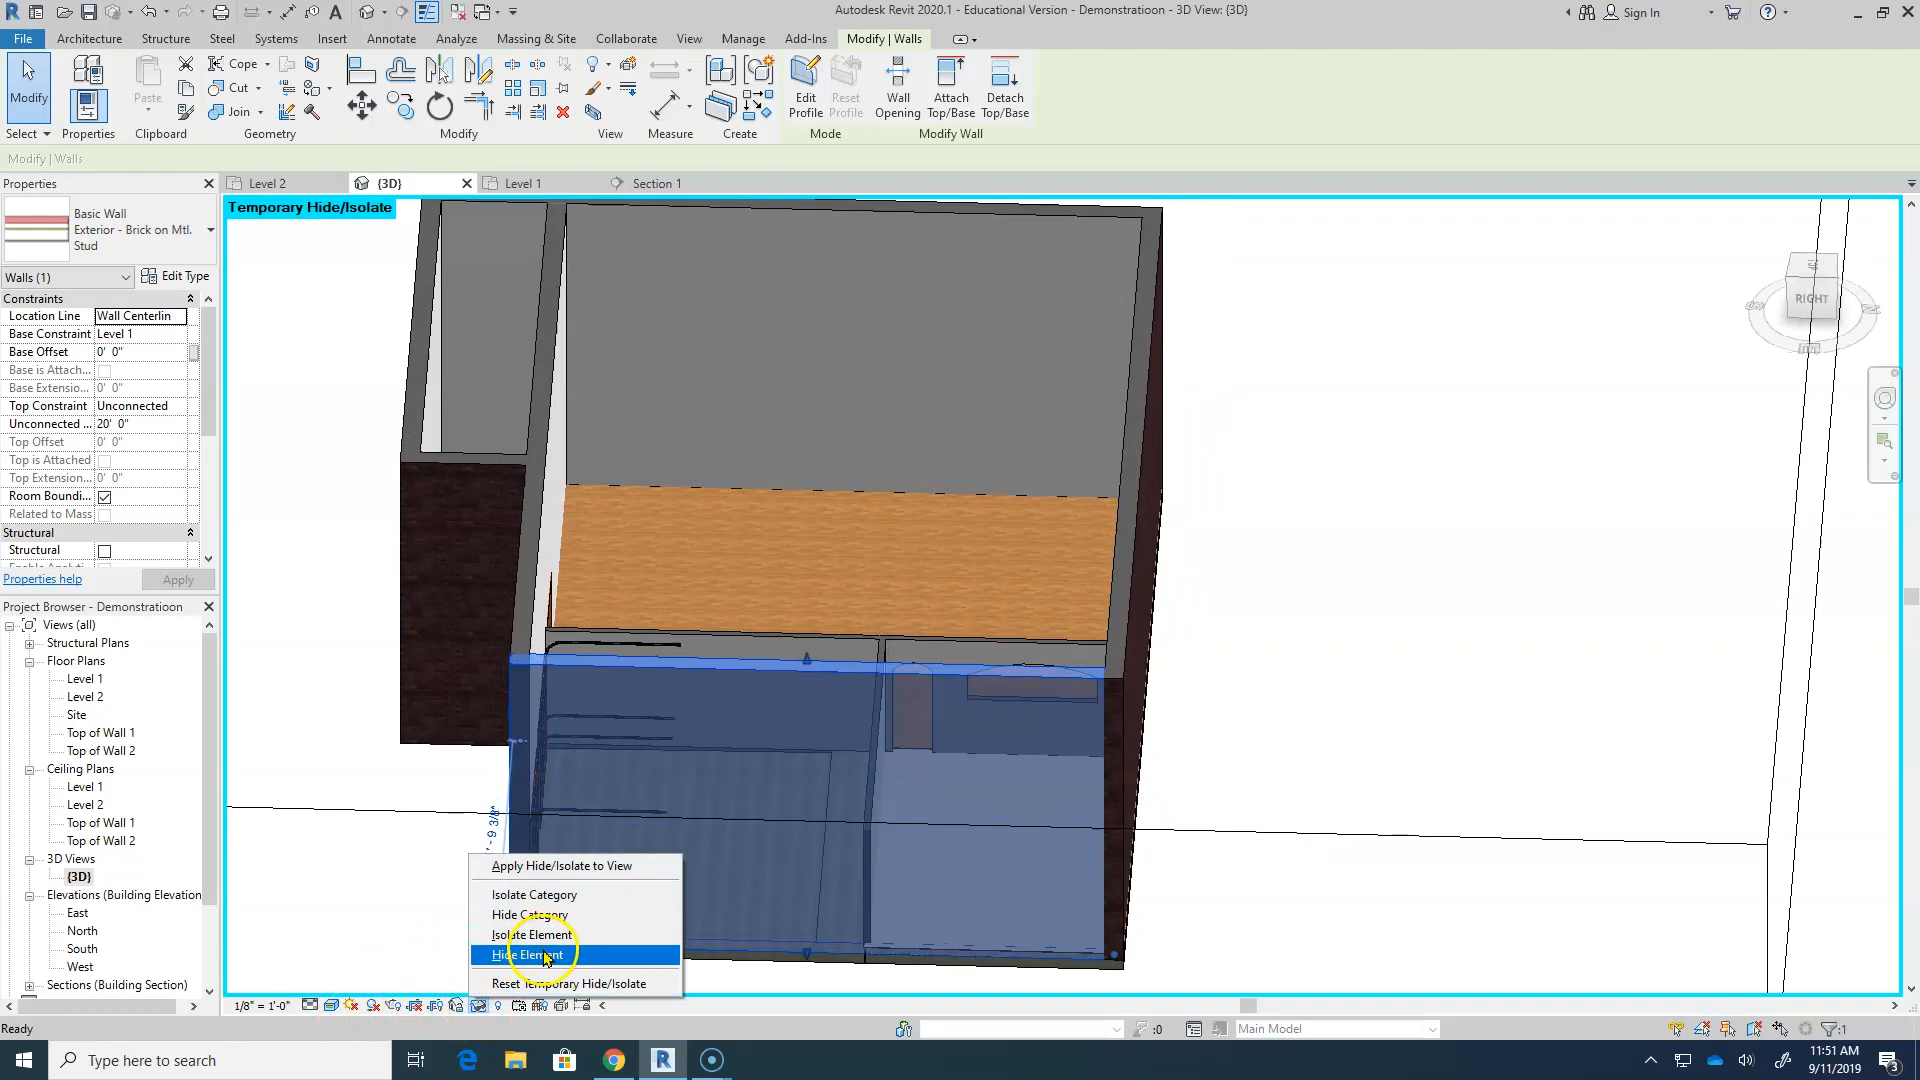 Autodesk Revit 2020.1 - Educational Version - Demonstratioon - 3D View: {3D}
Sign In
File Architecture Structure Steel Systems Insert Annotate Analyze Massing & Site Collaborate View Manage Add-Ins Modify | Walls
Modify
Paste
Cope
Cut
Join
Edit Profile
Reset Profile
Wall Opening
Attach Top/Base
Detach Top/Base
Select Properties Clipboard Geometry Modify View Measure Create Mode Modify Wall
Modify | Walls
Properties
Level 2
{3D}
Level 1
Section 1
Basic Wall
Exterior - Brick on Mtl.
Stud
Walls (1) Edit Type
Constraints
Location Line Wall Centerlin
Base Constraint Level 1
Base Offset 0' 0"
Base is Attach...
Base Extensio... 0' 0"
Top Constraint Unconnected
Unconnected ... 20' 0"
Top Offset 0' 0"
Top is Attached
Top Extension... 0' 0"
Room Boundi...
Related to Mass
Structural
Structural
Properties help Apply
Project Browser - Demonstratioon
Views (all)
Structural Plans
Floor Plans
Level 1
Level 2
Site
Top of Wall 1
Top of Wall 2
Ceiling Plans
Level 1
Level 2
Top of Wall 1
Top of Wall 2
3D Views
{3D}
Elevations (Building Elevation
East
North
South
West
Sections (Building Section)
Temporary Hide/Isolate
TOP
RIGHT
' - 9 3/8"
Apply Hide/Isolate to View
Isolate Category
Hide Category
Isolate Element
Hide Element
Reset Temporary Hide/Isolate
1/8" = 1'-0"
Ready
:0
Main Model
:1
Type here to search
11:51 AM
9/11/2019
3